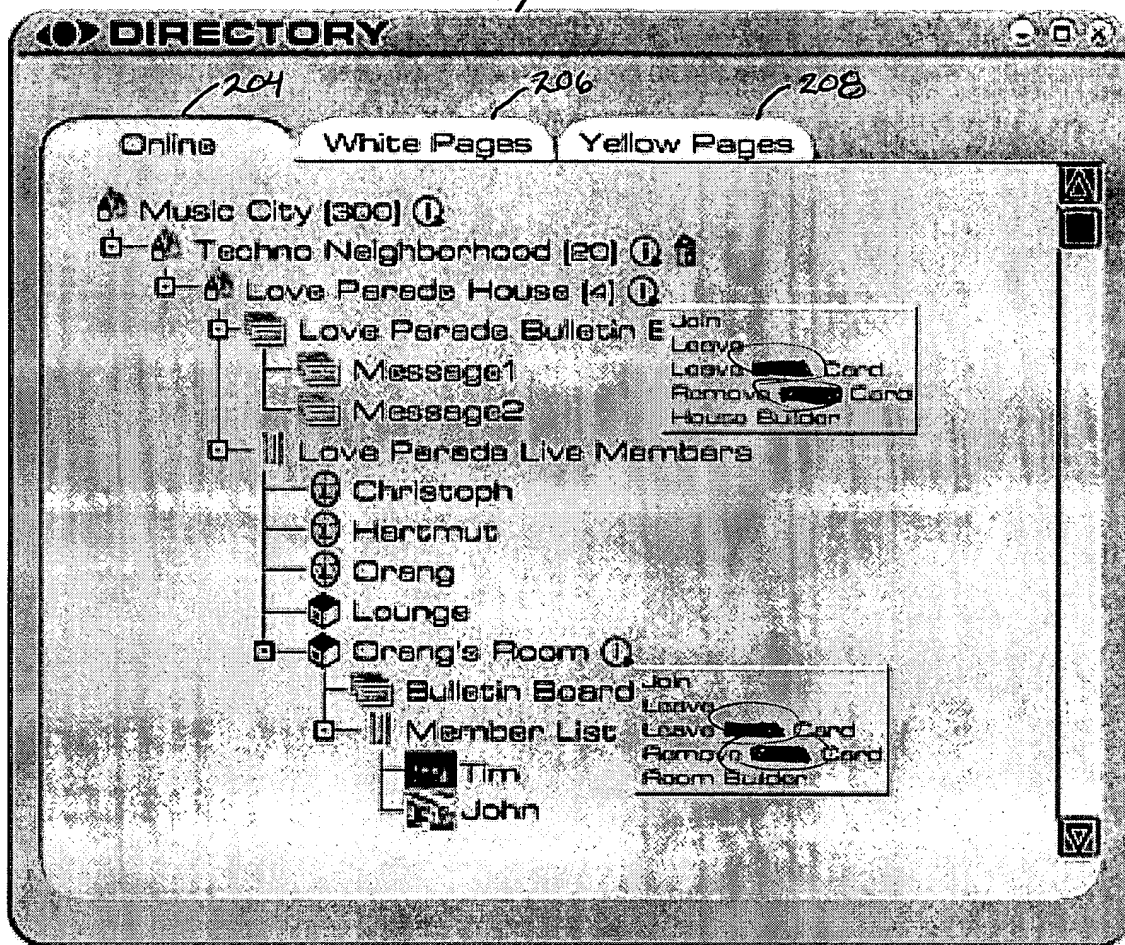 DIRECTORY
204 206 208
Online White Pages Yellow Pages
Music City (300)
Techno Neighborhood (20)
Love Parade House (4)
Love Parade Bulletin B
Join
Leave
Leave Card
Remove Card
House Builder
Message1
Message2
Love Parade Live Members
Christoph
Hartmut
Orang
Lounge
Orang's Room
Bulletin Board
Join
Leave
Leave Card
Remove Card
Room Builder
Member List
Tim
John